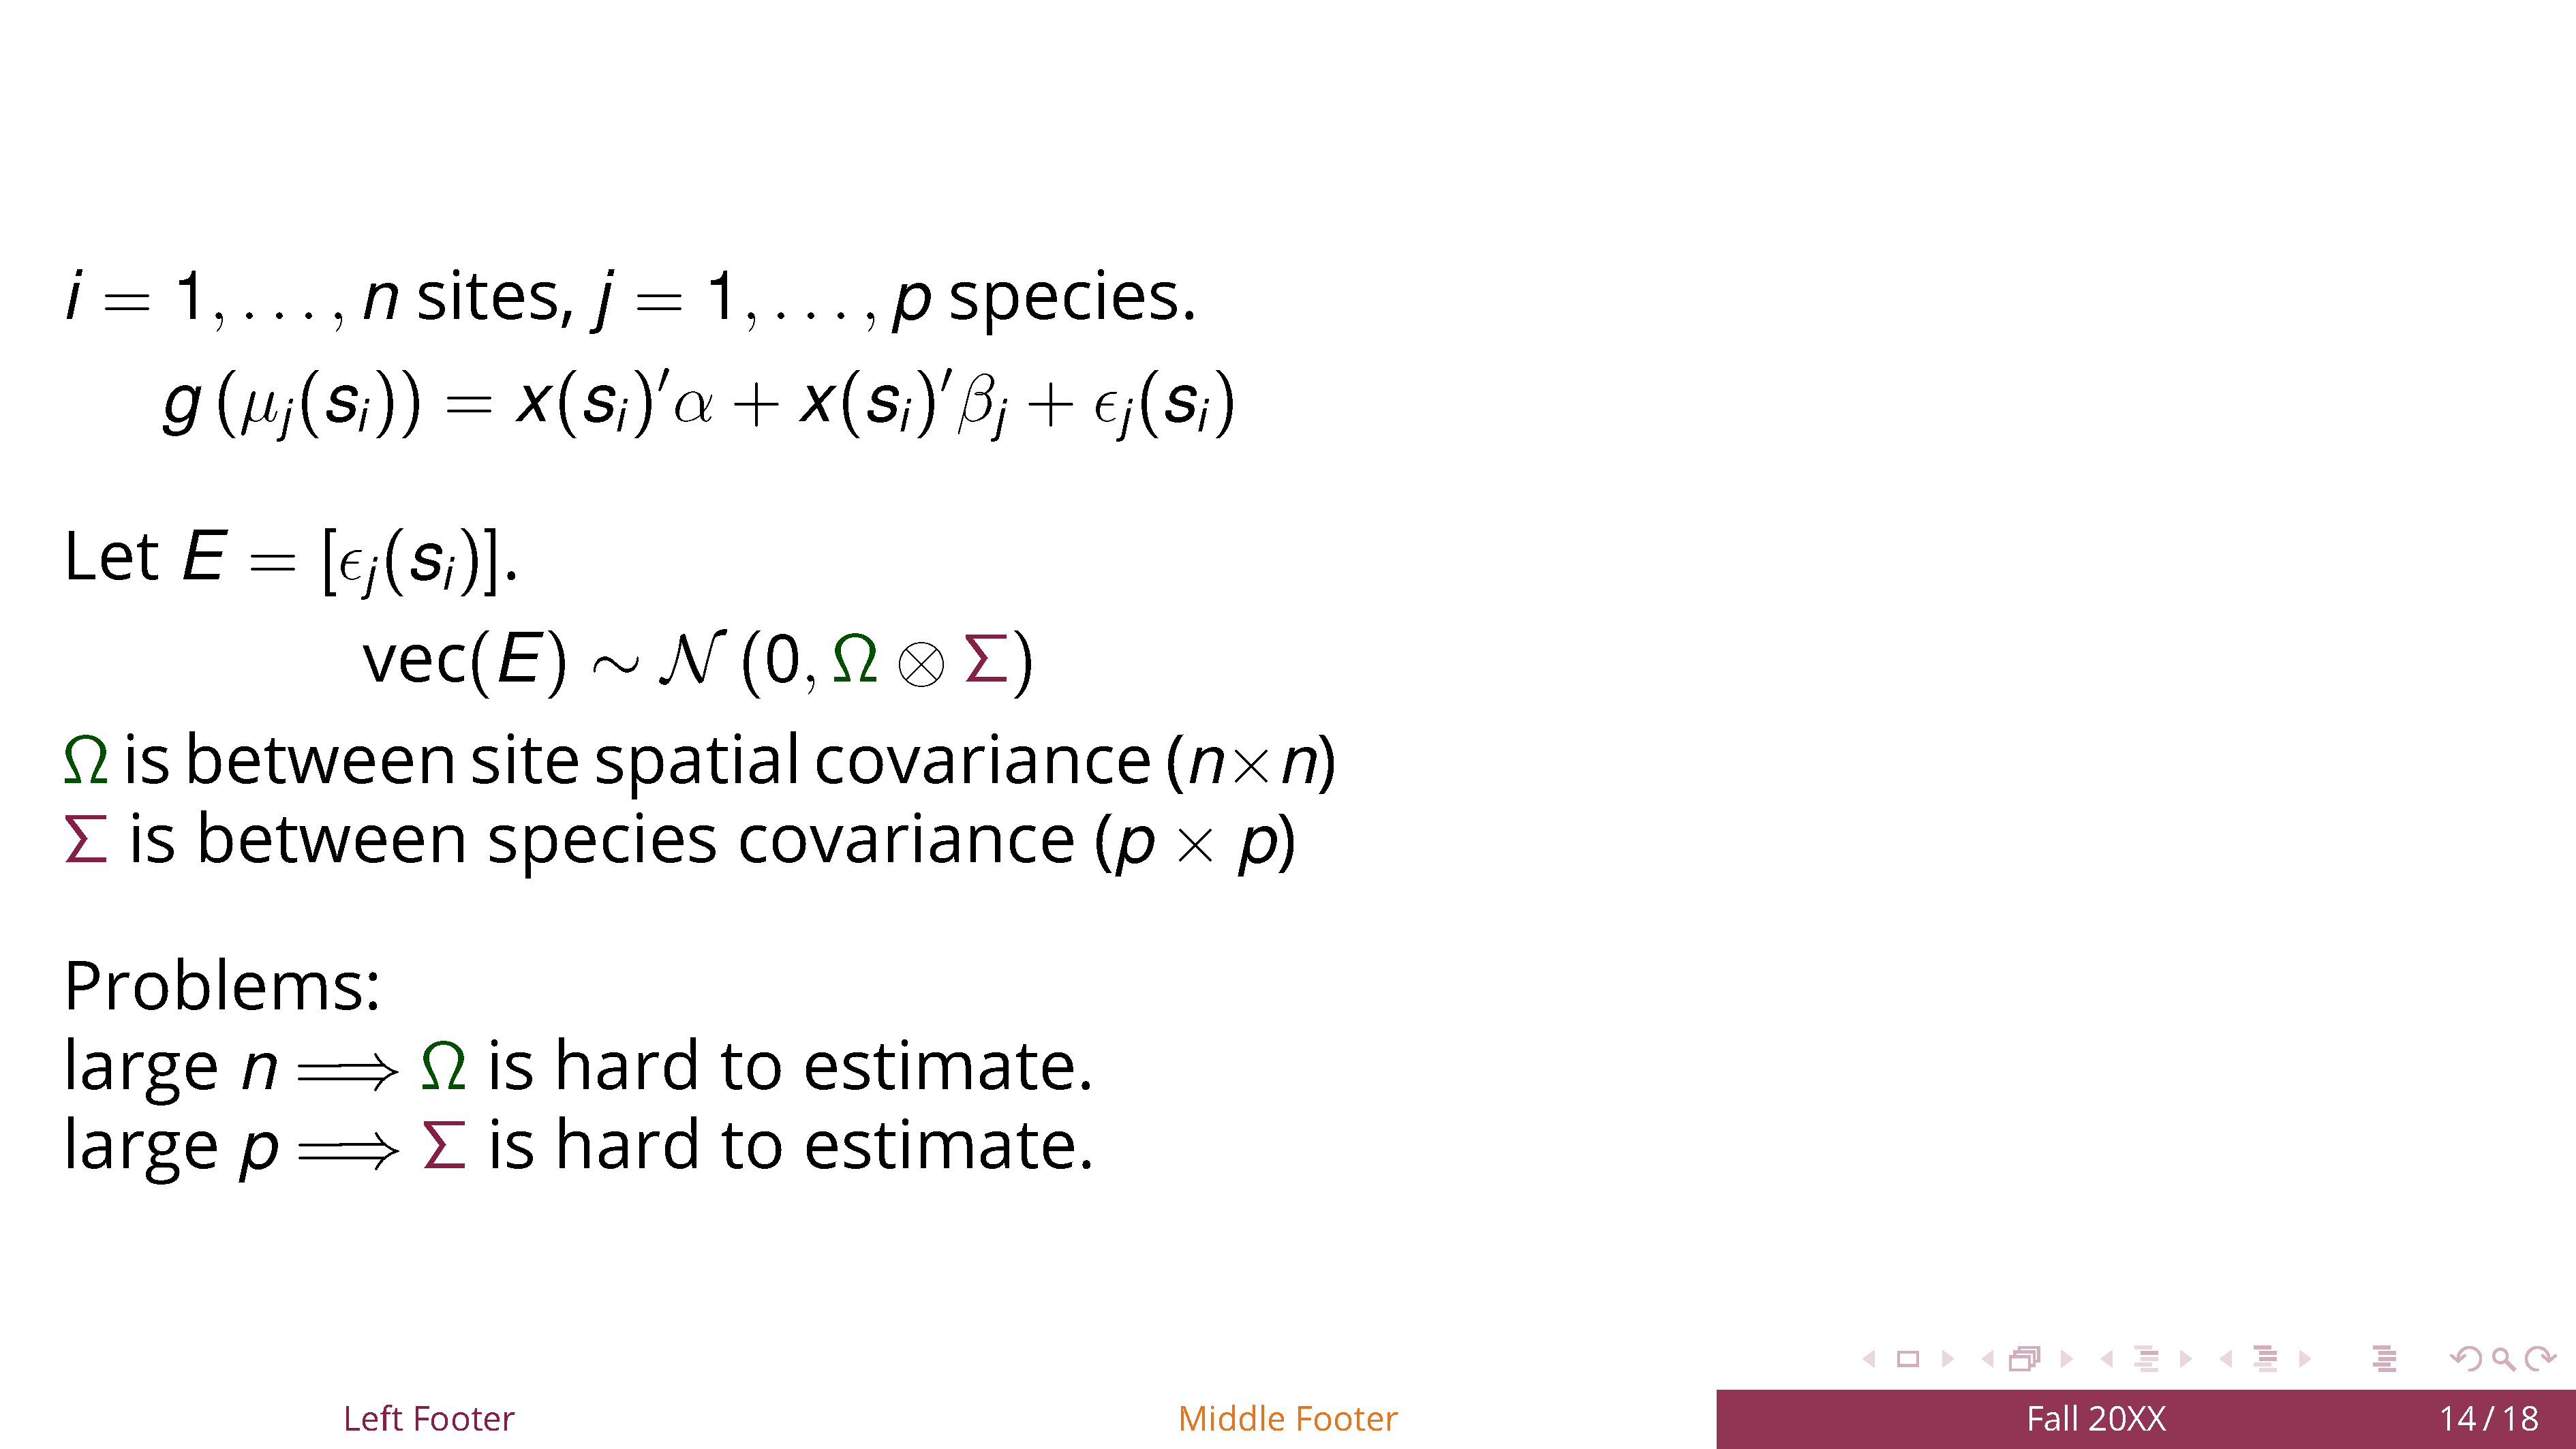 i = 1, . . . , n sites, j = 1, . . . , p species.
g (μⱼ(sᵢ)) = x(sᵢ)′α + x(sᵢ)′βⱼ + ϵⱼ(sᵢ)
Let E = [ϵⱼ(sᵢ)].
vec(E) ∼ 𝒩 (0, Ω ⊗ Σ)
Ω is between site spatial covariance (n×n)
Σ is between species covariance (p × p)
Problems:
large n ⟹ Ω is hard to estimate.
large p ⟹ Σ is hard to estimate.
Left Footer Middle Footer Fall 20XX 14 / 18